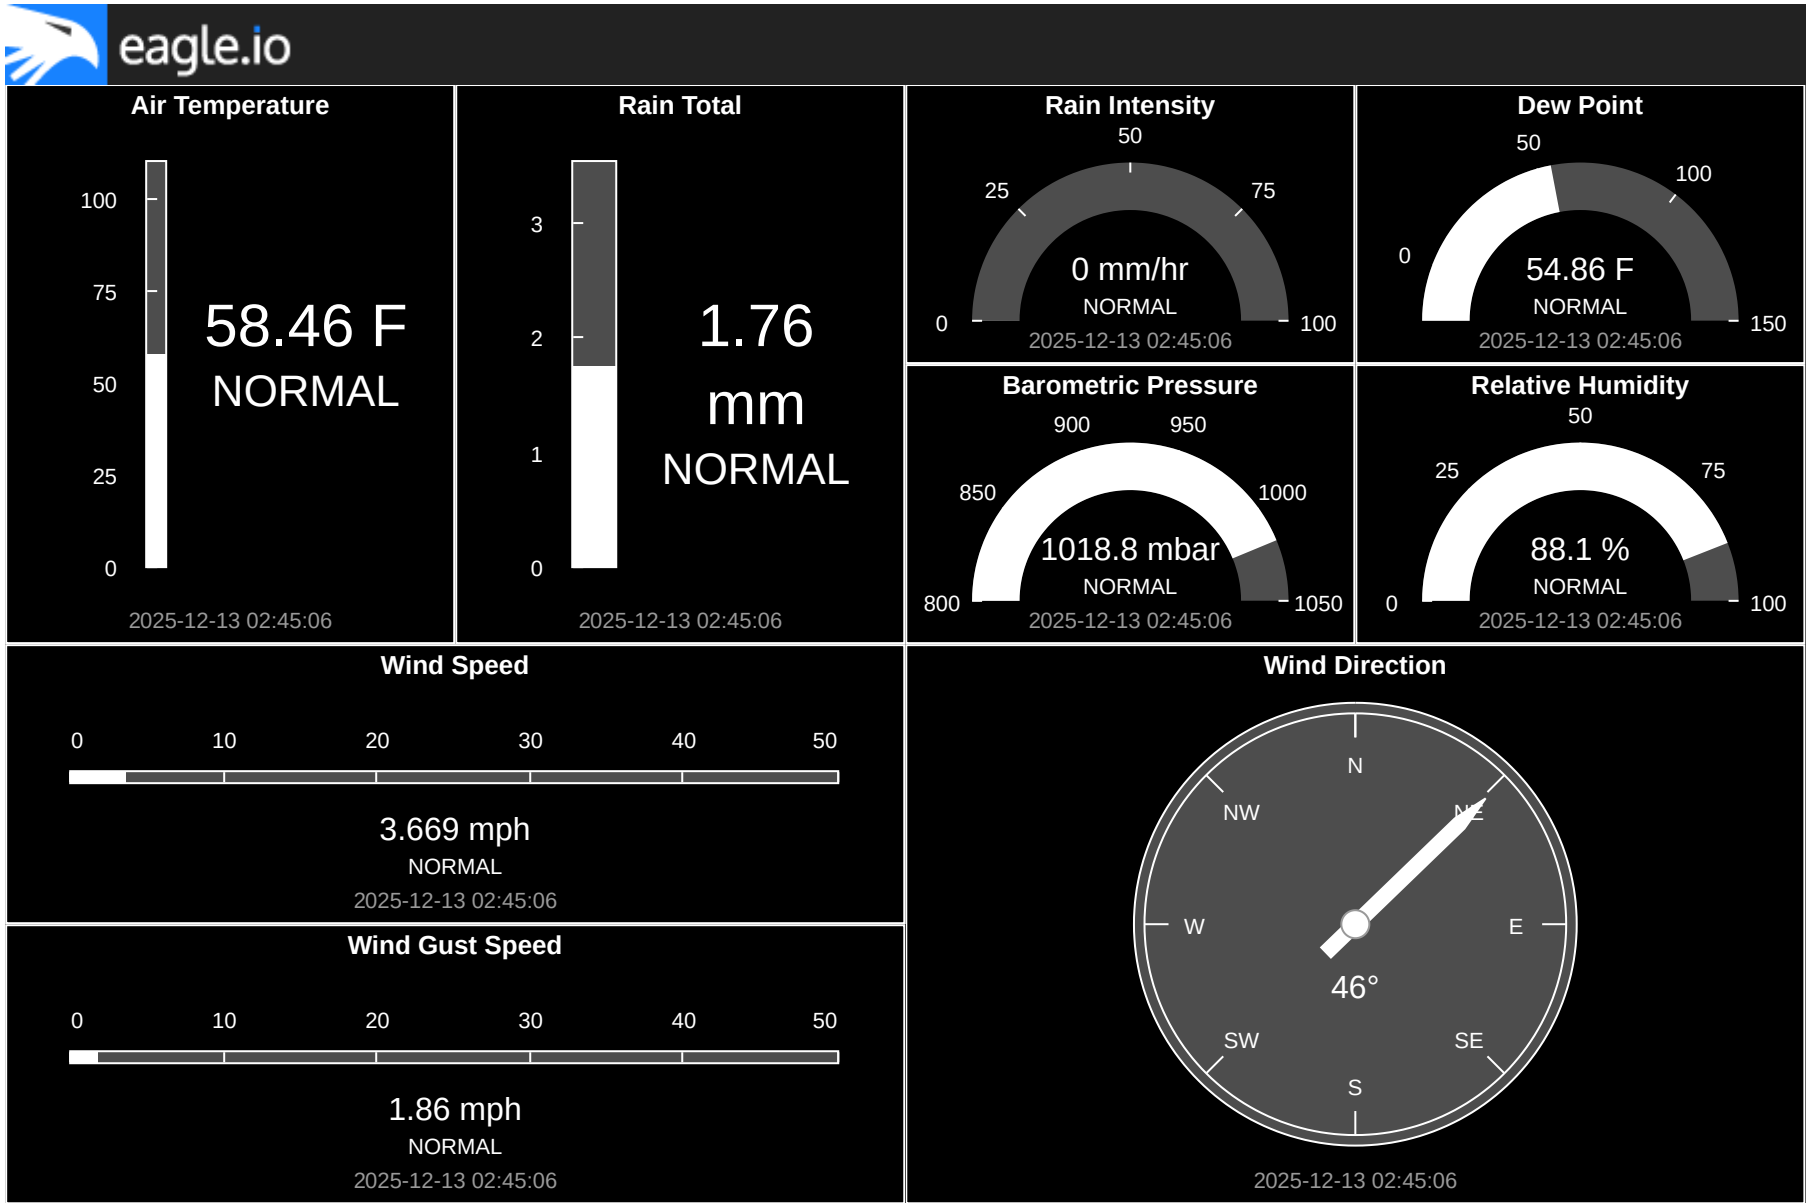 eagle.io
Air Temperature
100
75
50
25
0
58.46 F
NORMAL
2025-12-13 02:45:06
Rain Total
3
2
1
0
1.76
mm
NORMAL
2025-12-13 02:45:06
Rain Intensity
0
25
50
75
100
0 mm/hr
NORMAL
2025-12-13 02:45:06
Dew Point
0
50
100
150
54.86 F
NORMAL
2025-12-13 02:45:06
Barometric Pressure
800
850
900
950
1000
1050
1018.8 mbar
NORMAL
2025-12-13 02:45:06
Relative Humidity
0
25
50
75
100
88.1 %
NORMAL
2025-12-13 02:45:06
Wind Speed
0 10 20 30 40 50
3.669 mph
NORMAL
2025-12-13 02:45:06
Wind Gust Speed
0 10 20 30 40 50
1.86 mph
NORMAL
2025-12-13 02:45:06
Wind Direction
N
NW NE
W E
46°
SW SE
S
2025-12-13 02:45:06